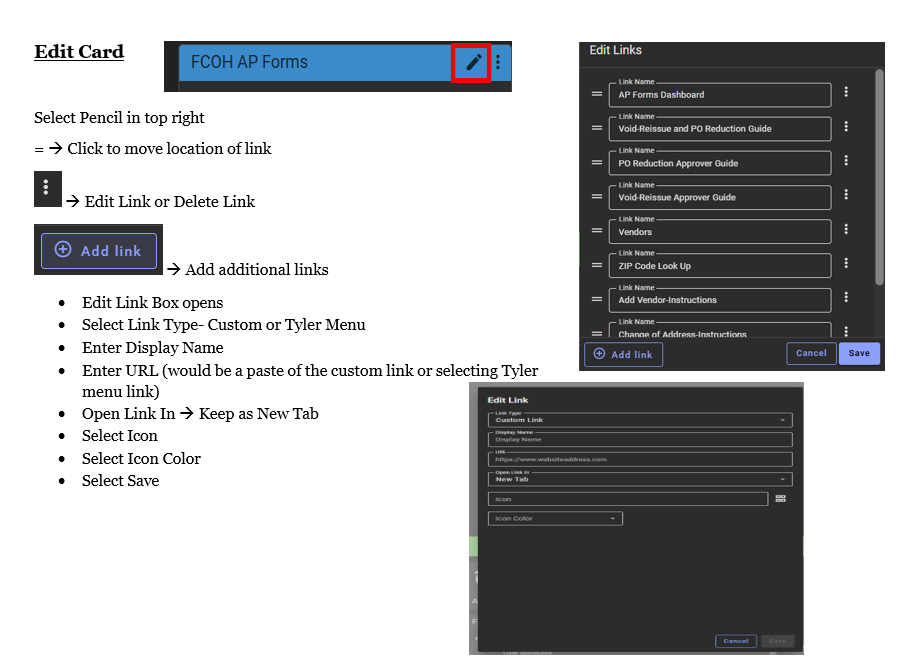 Edit Card
FCOH AP Forms
Select Pencil in top right
= → Click to move location of link
→ Edit Link or Delete Link
Add link
→ Add additional links
• Edit Link Box opens
• Select Link Type- Custom or Tyler Menu
• Enter Display Name
• Enter URL (would be a paste of the custom link or selecting Tyler
menu link)
• Open Link In → Keep as New Tab
• Select Icon
• Select Icon Color
• Select Save
Edit Links
Link Name
AP Forms Dashboard
Link Name
Void-Reissue and PO Reduction Guide
Link Name
PO Reduction Approver Guide
Link Name
Void-Reissue Approver Guide
Link Name
Vendors
Link Name
ZIP Code Look Up
Link Name
Add Vendor-Instructions
Link Name
Change of Address-Instructions
Add link Cancel Save
Edit Link
Link Type
Custom Link
Display Name
Display Name
URL
https://www.websiteaddress.com
Open Link In
New Tab
Icon
Icon Color
Cancel Save